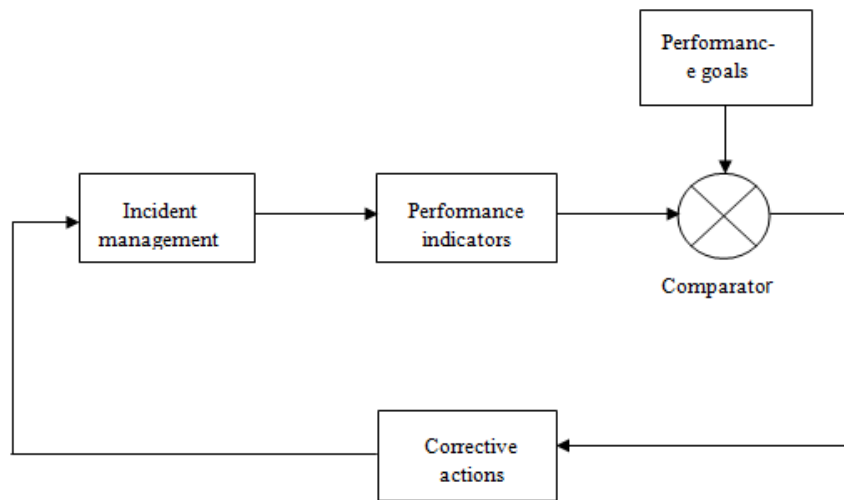 Performanc-
e goals
Incident
management
Performance
indicators
Comparator
Corrective
actions